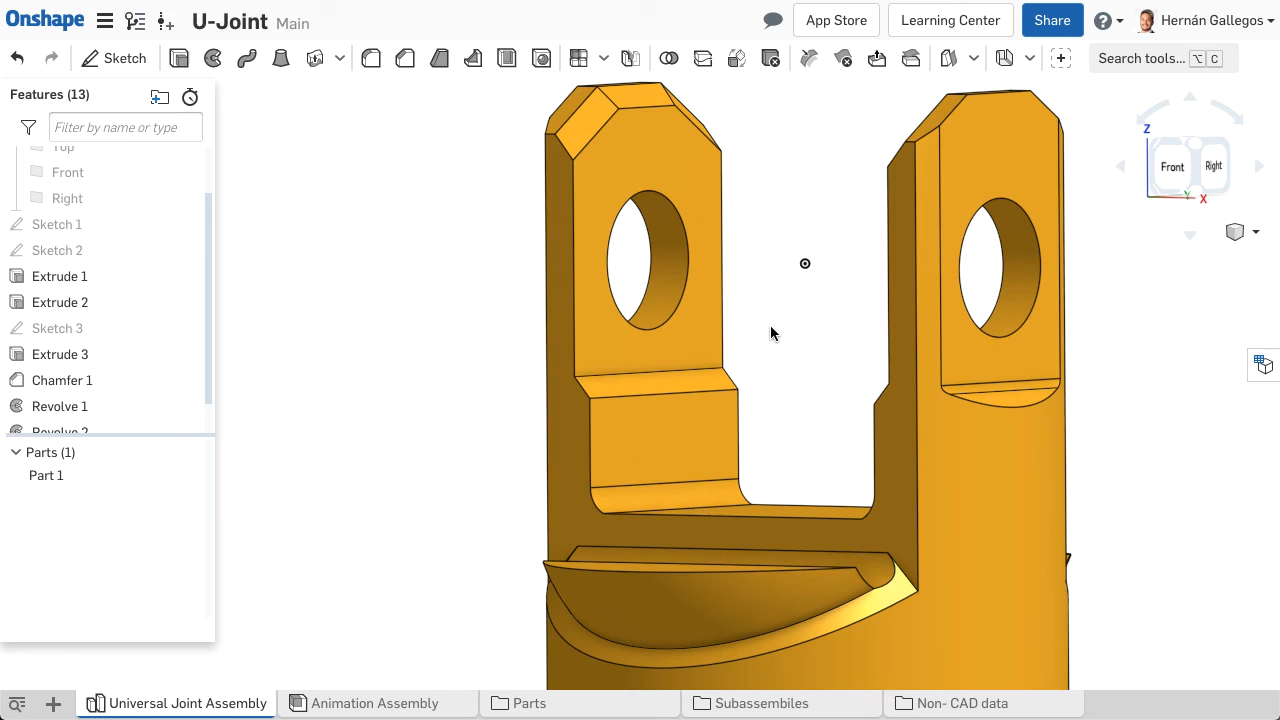 Onshape
U-Joint Main
App Store
Learning Center
Share
Hernán Gallegos
Sketch
Search tools... ⌥ C
Features (13)
Filter by name or type
Top
Front
Right
Sketch 1
Sketch 2
Extrude 1
Extrude 2
Sketch 3
Extrude 3
Chamfer 1
Revolve 1
Revolve 2
Parts (1)
Part 1
Z
Front
Right
Y
X
Universal Joint Assembly
Animation Assembly
Parts
Subassembiles
Non- CAD data